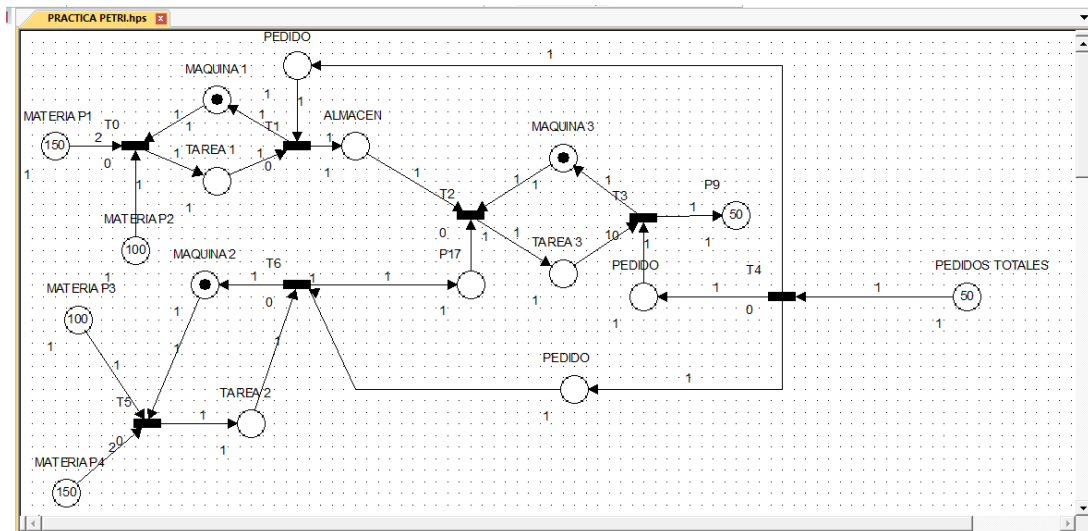 PRACTICA PETRI.hps
PEDIDO
1
MAQUINA 1
1
1
1
MATERIA P1
T0
1
1
T1
ALMACEN
MAQUINA 3
150
2
1
1
1
1
1
0
TAREA 1
0
1
1
1
1
1
1
1
T2
T3
P9
MATERIA P2
0
1
1
TAREA 3
10
1
1
50
100
MAQUINA 2
T6
P17
1
PEDIDO
T4
PEDIDOS TOTALES
1
MATERIA P3
1
1
1
1
1
1
50
0
1
1
0
1
100
1
1
1
1
PEDIDO
1
1
TAREA 2
T5
1
1
0
2
1
MATERIA P4
150